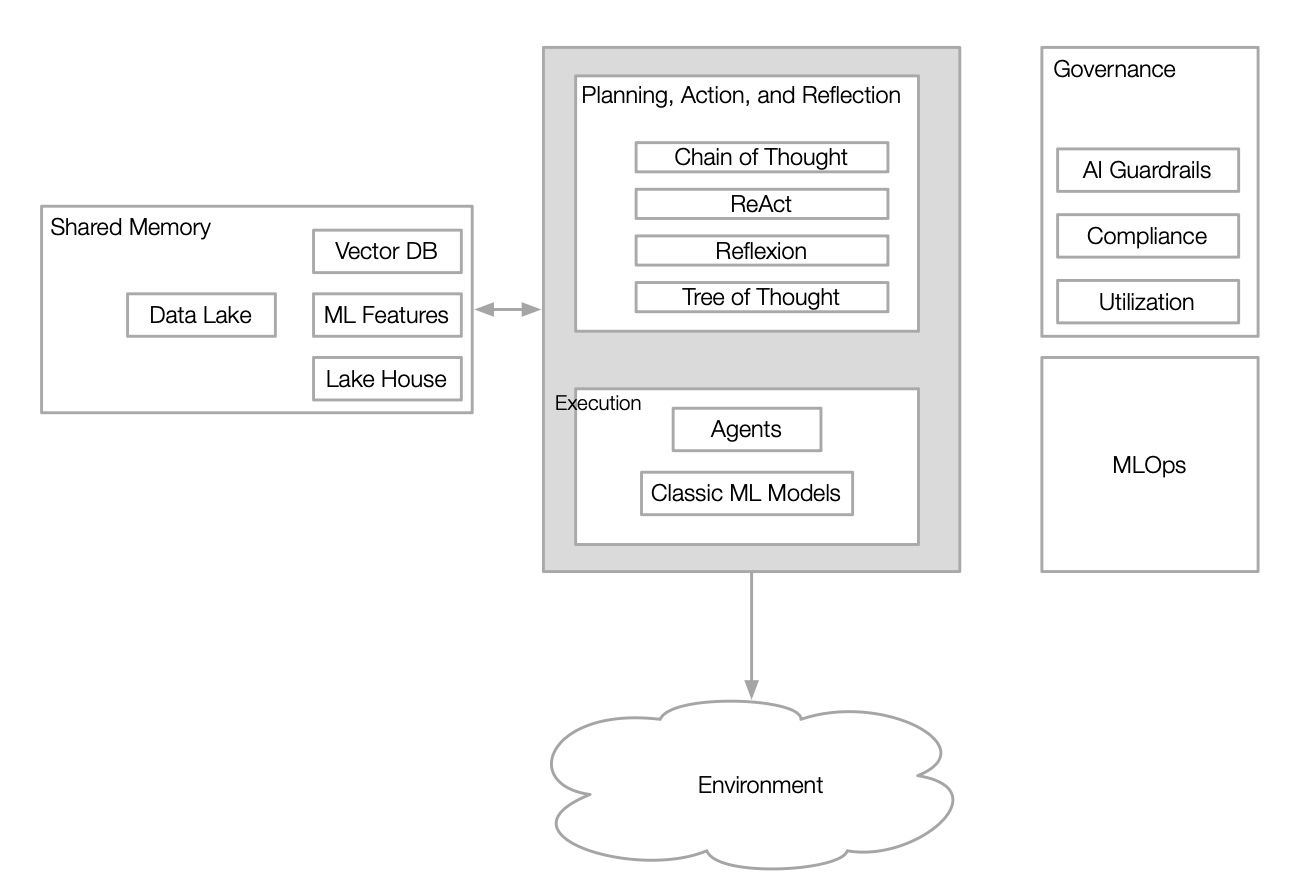 Shared Memory
Vector DB
Data Lake
ML Features
Lake House
Planning, Action, and Reflection
Chain of Thought
ReAct
Reflexion
Tree of Thought
Execution
Agents
Classic ML Models
Governance
AI Guardrails
Compliance
Utilization
MLOps
Environment